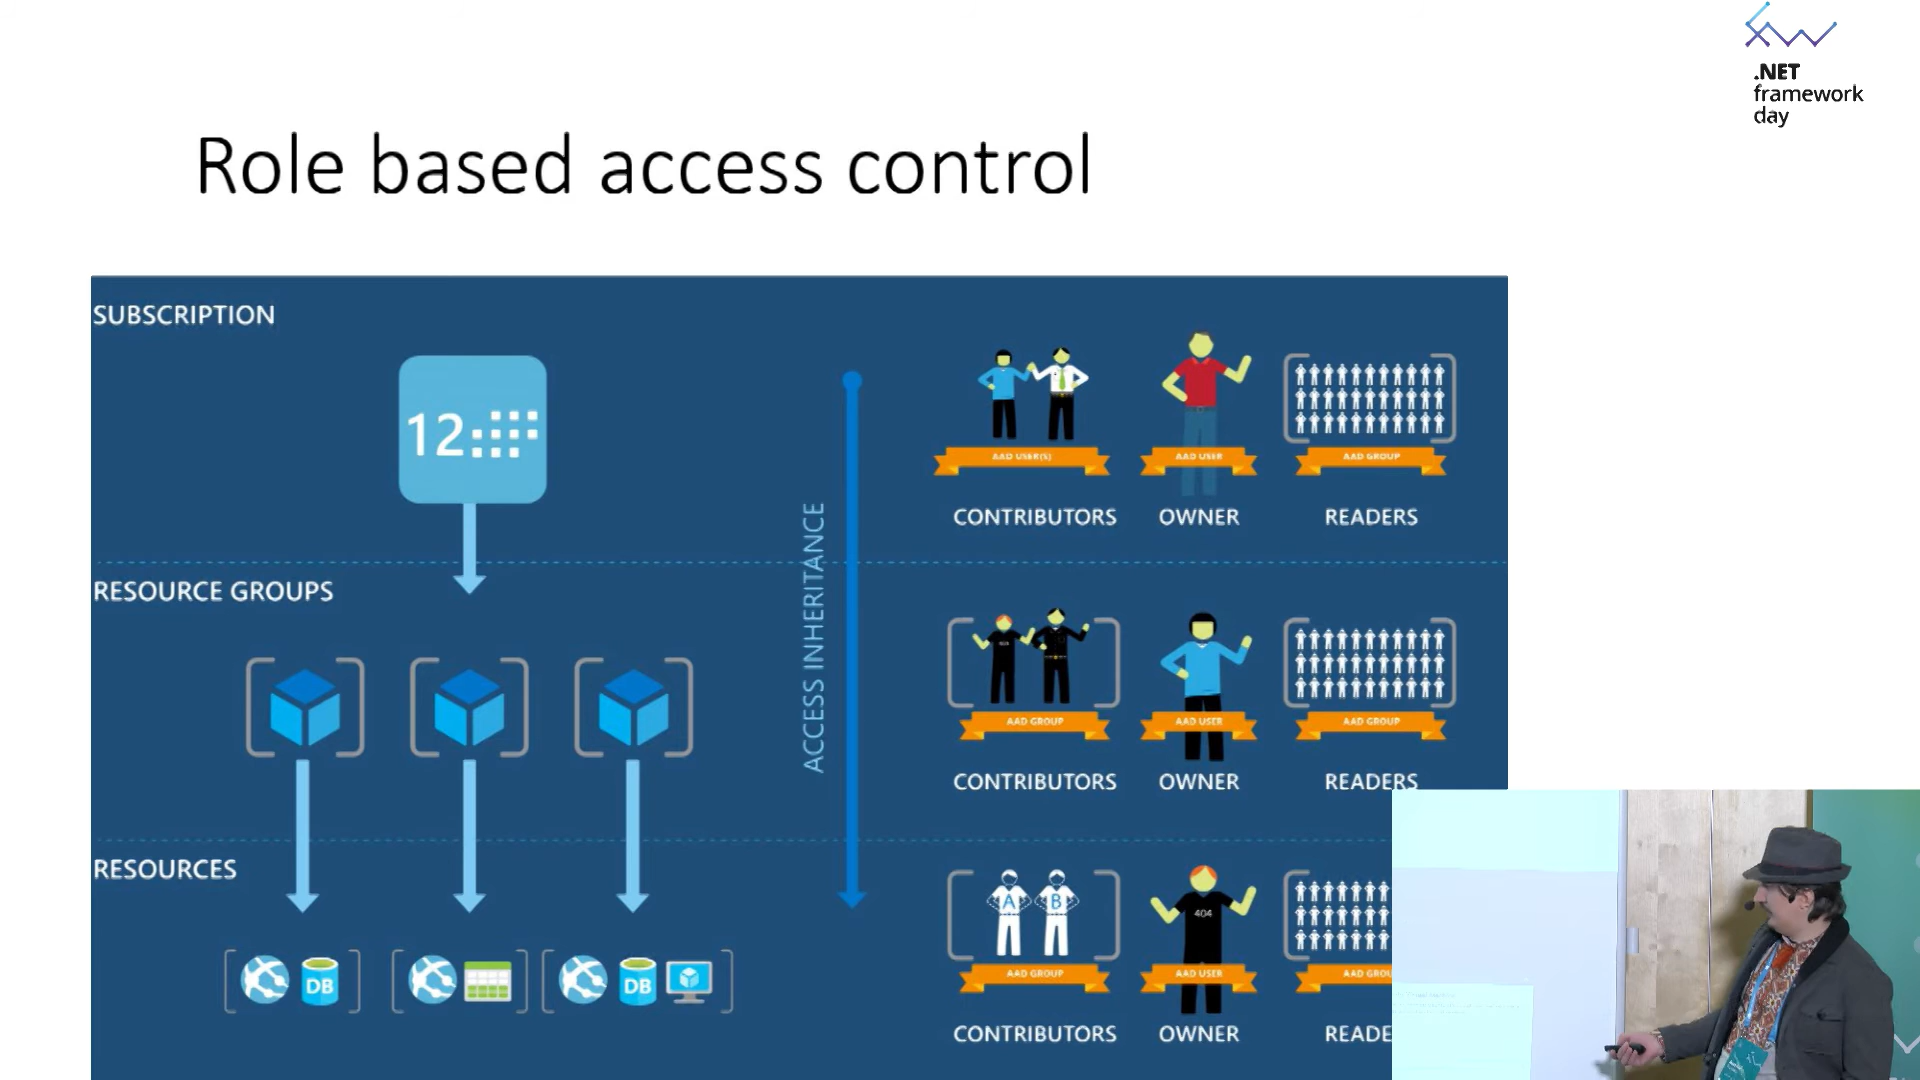 .NET
framework
day
Role based access control
SUBSCRIPTION
12
AAD USER(S)
AAD USER
AAD GROUP
CONTRIBUTORS
OWNER
READERS
ACCESS INHERITANCE
RESOURCE GROUPS
AAD GROUP
AAD USER
AAD GROUP
CONTRIBUTORS
OWNER
READERS
RESOURCES
A
B
404
DB
DB
AAD GROUP
AAD USER
AAD GROU
CONTRIBUTORS
OWNER
READE